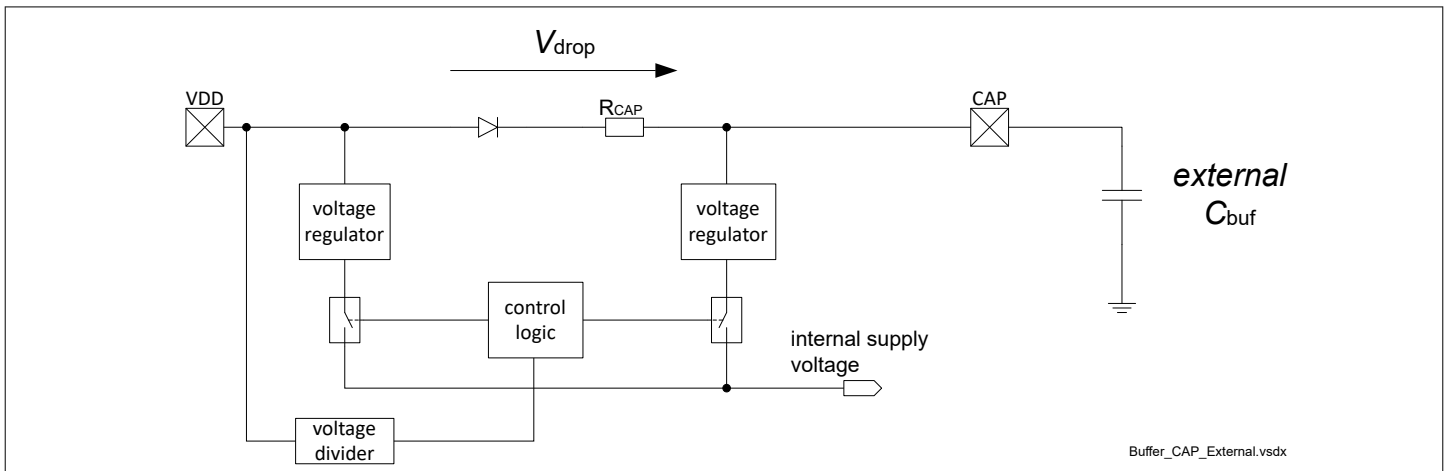 Vdrop
VDD
RCAP
CAP
voltage
regulator
voltage
regulator
external
Cbuf
control
logic
internal supply
voltage
voltage
divider
Buffer_CAP_External.vsdx